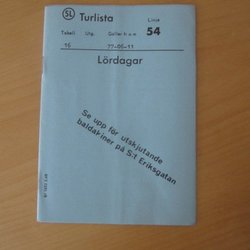 SL Turlista Linje
54
Tabell Utg. Gäller fr.o.m.
16 77-06-11
Lördagar
Se upp för utskjutande
baldakiner på S:t Eriksgatan